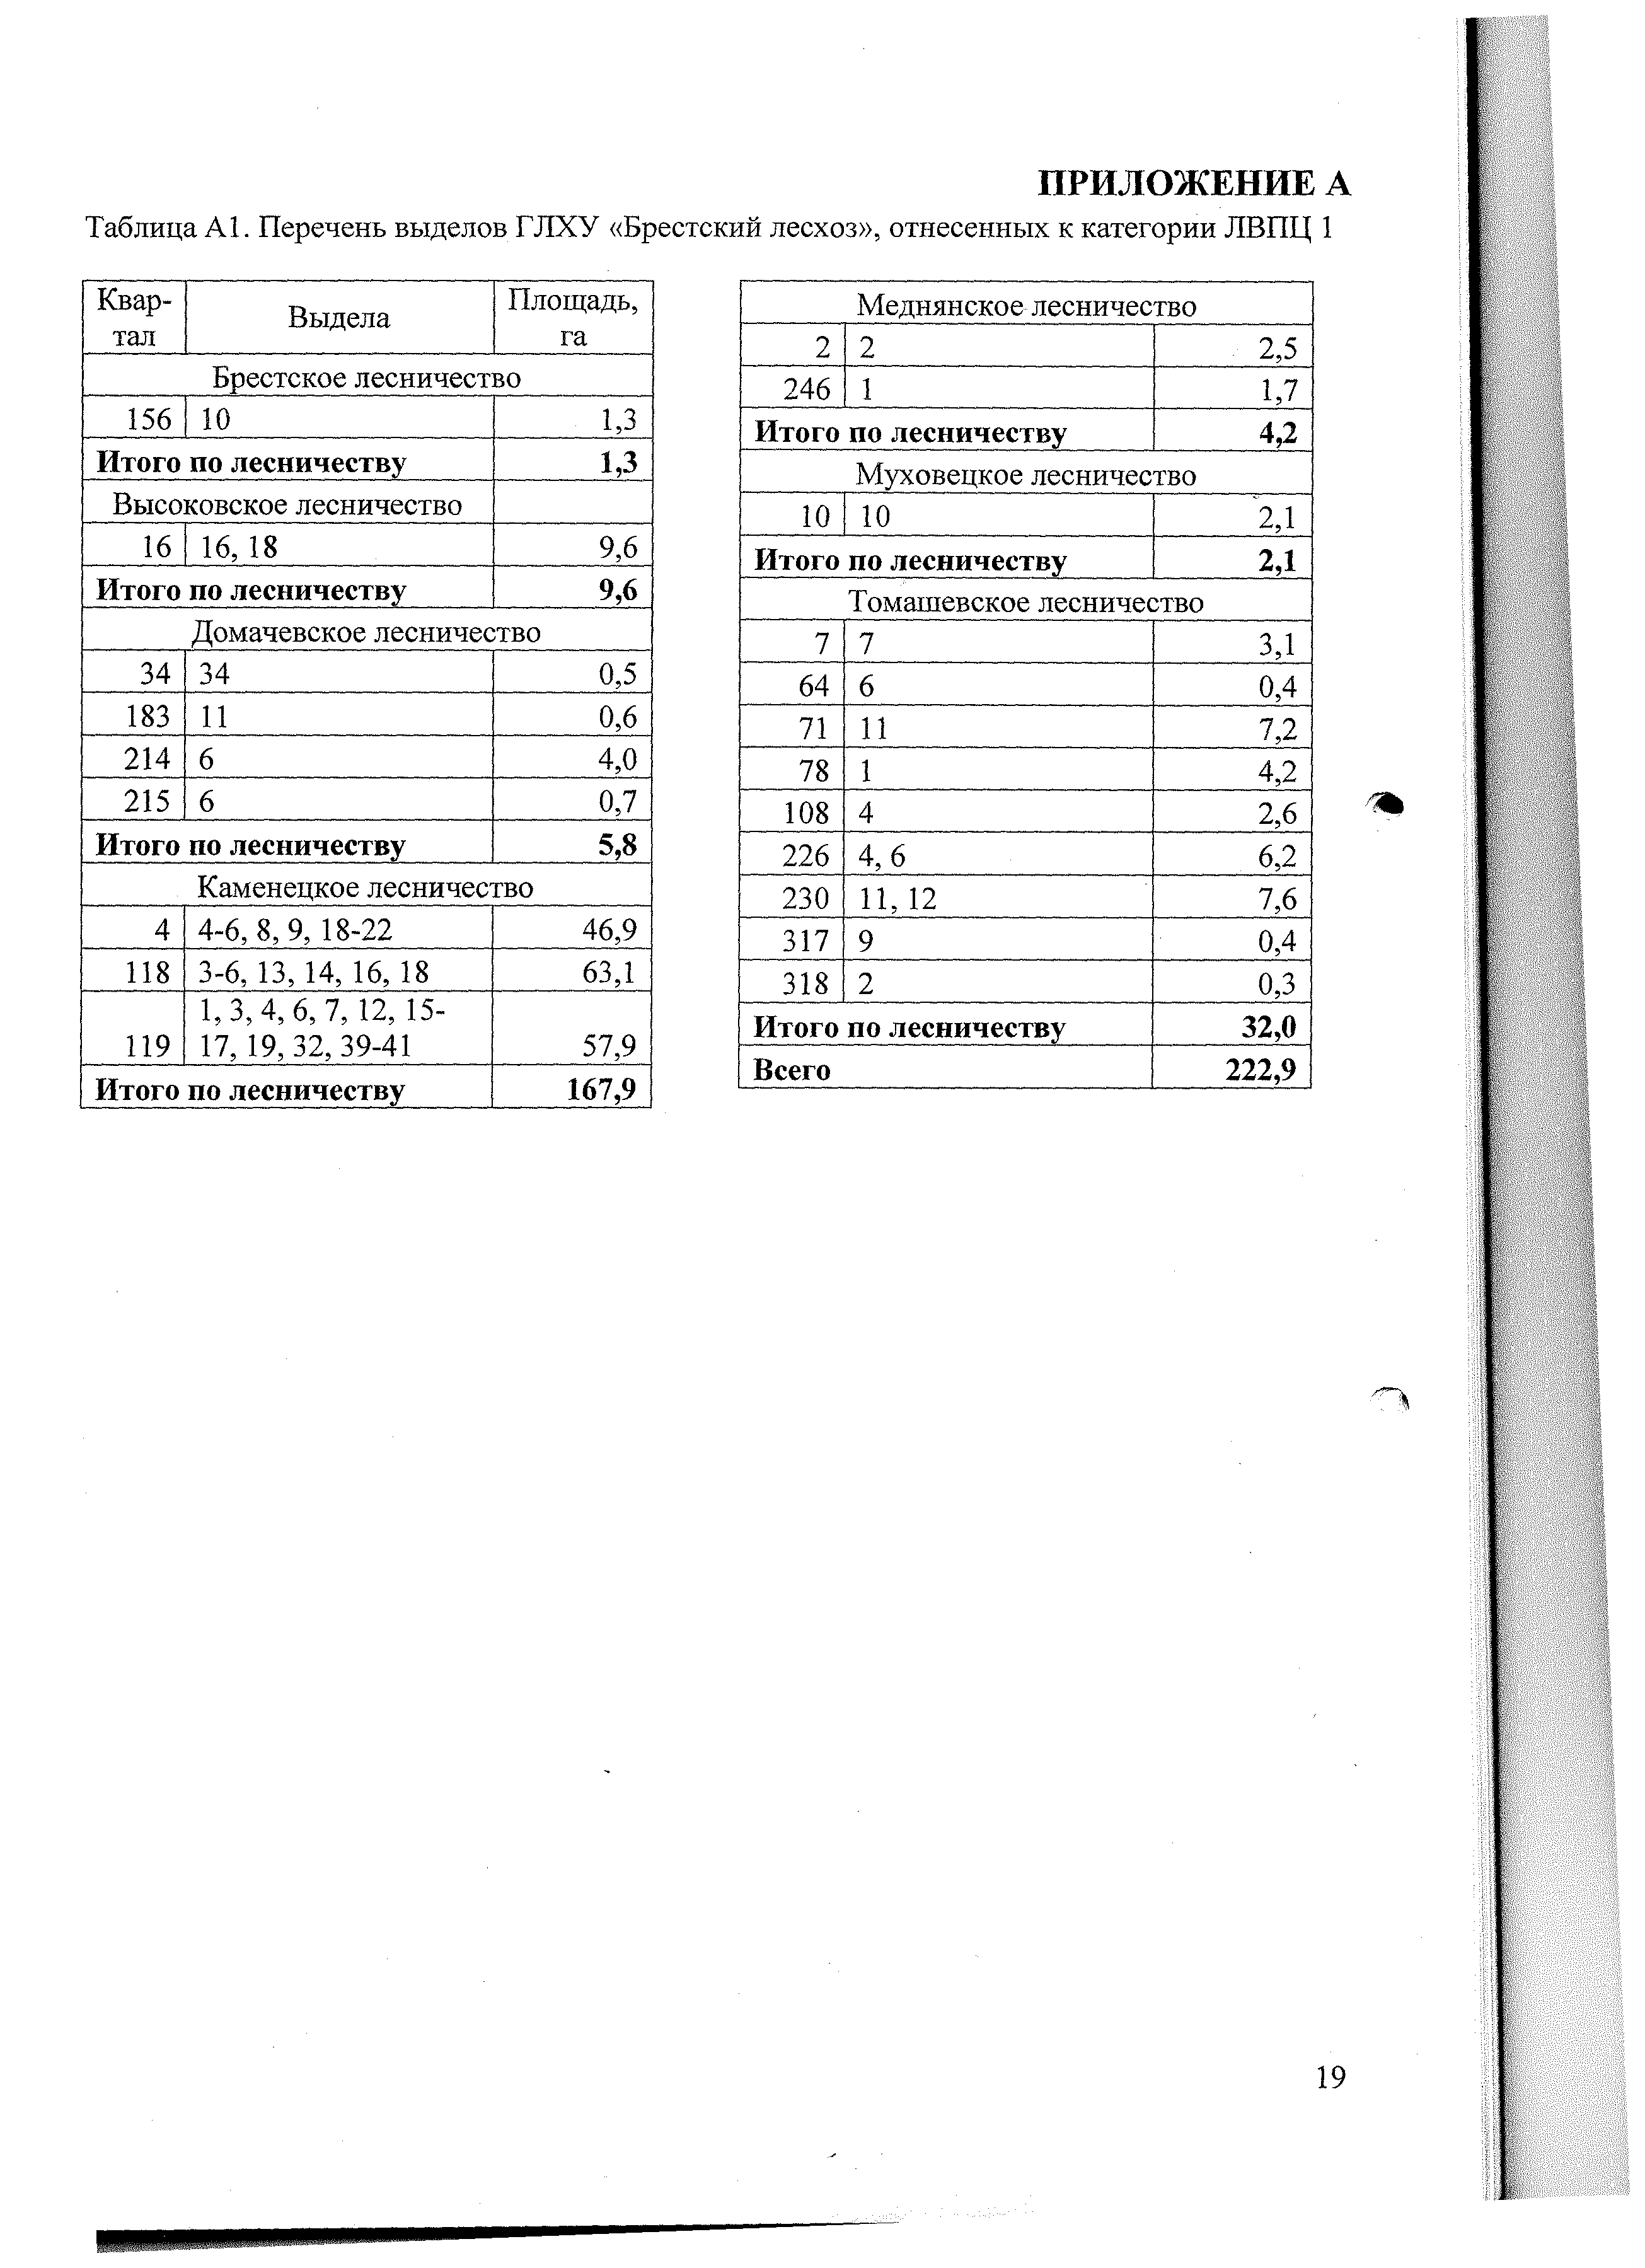 ПРИЛОЖЕНИЕ А
Таблица А1. Перечень выделов ГЛХУ «Брестский лесхоз», отнесенных к категории ЛВПЦ 1
Квар-
тал
Выдела
Площадь,
га
Брестское лесничество
156 10 1,3
Итого по лесничеству 1,3
Высоковское лесничество
16 16, 18 9,6
Итого по лесничеству 9,6
Домачевское лесничество
34 34 0,5
183 11 0,6
214 6 4,0
215 6 0,7
Итого по лесничеству 5,8
Каменецкое лесничество
4 4-6, 8, 9, 18-22 46,9
118 3-6, 13, 14, 16, 18 63,1
1, 3, 4, 6, 7, 12, 15-
119 17, 19, 32, 39-41 57,9
Итого по лесничеству 167,9
Меднянское лесничество
2 2 2,5
246 1 1,7
Итого по лесничеству 4,2
Муховецкое лесничество
10 10 2,1
Итого по лесничеству 2,1
Томашевское лесничество
7 7 3,1
64 6 0,4
71 11 7,2
78 1 4,2
108 4 2,6
226 4, 6 6,2
230 11, 12 7,6
317 9 0,4
318 2 0,3
Итого по лесничеству 32,0
Всего 222,9
19